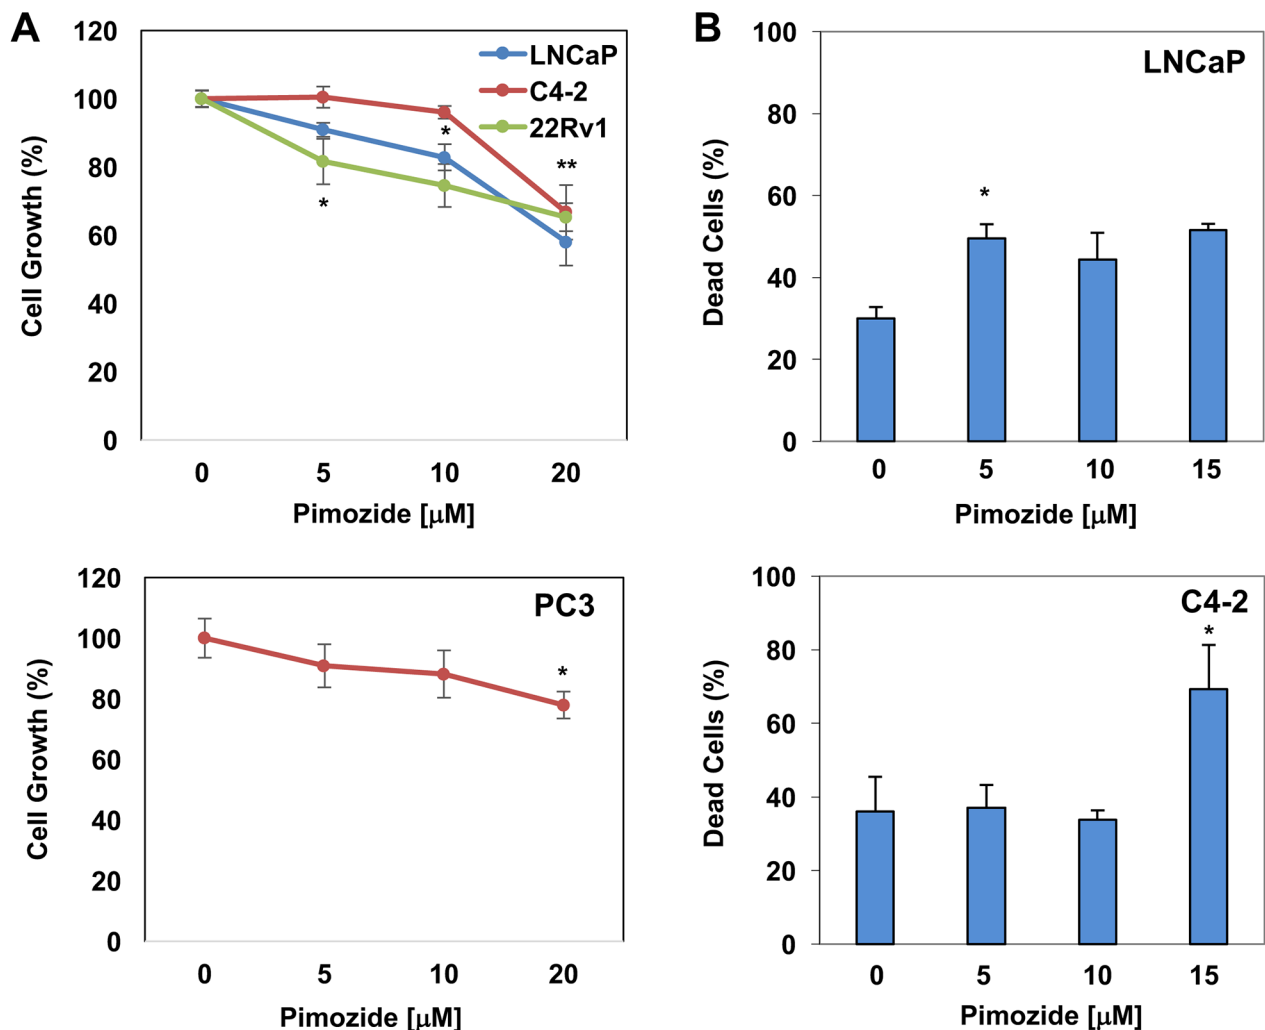 A
120
100
80
60
40
20
0
Cell Growth (%)
LNCaP
C4-2
22Rv1
*
*
**
0 5 10 20
Pimozide [μM]
B
100
80
60
40
20
0
Dead Cells (%)
LNCaP
*
0 5 10 15
Pimozide [μM]
120
100
80
60
40
20
0
Cell Growth (%)
PC3
*
0 5 10 20
Pimozide [μM]
100
80
60
40
20
0
Dead Cells (%)
C4-2
*
0 5 10 15
Pimozide [μM]